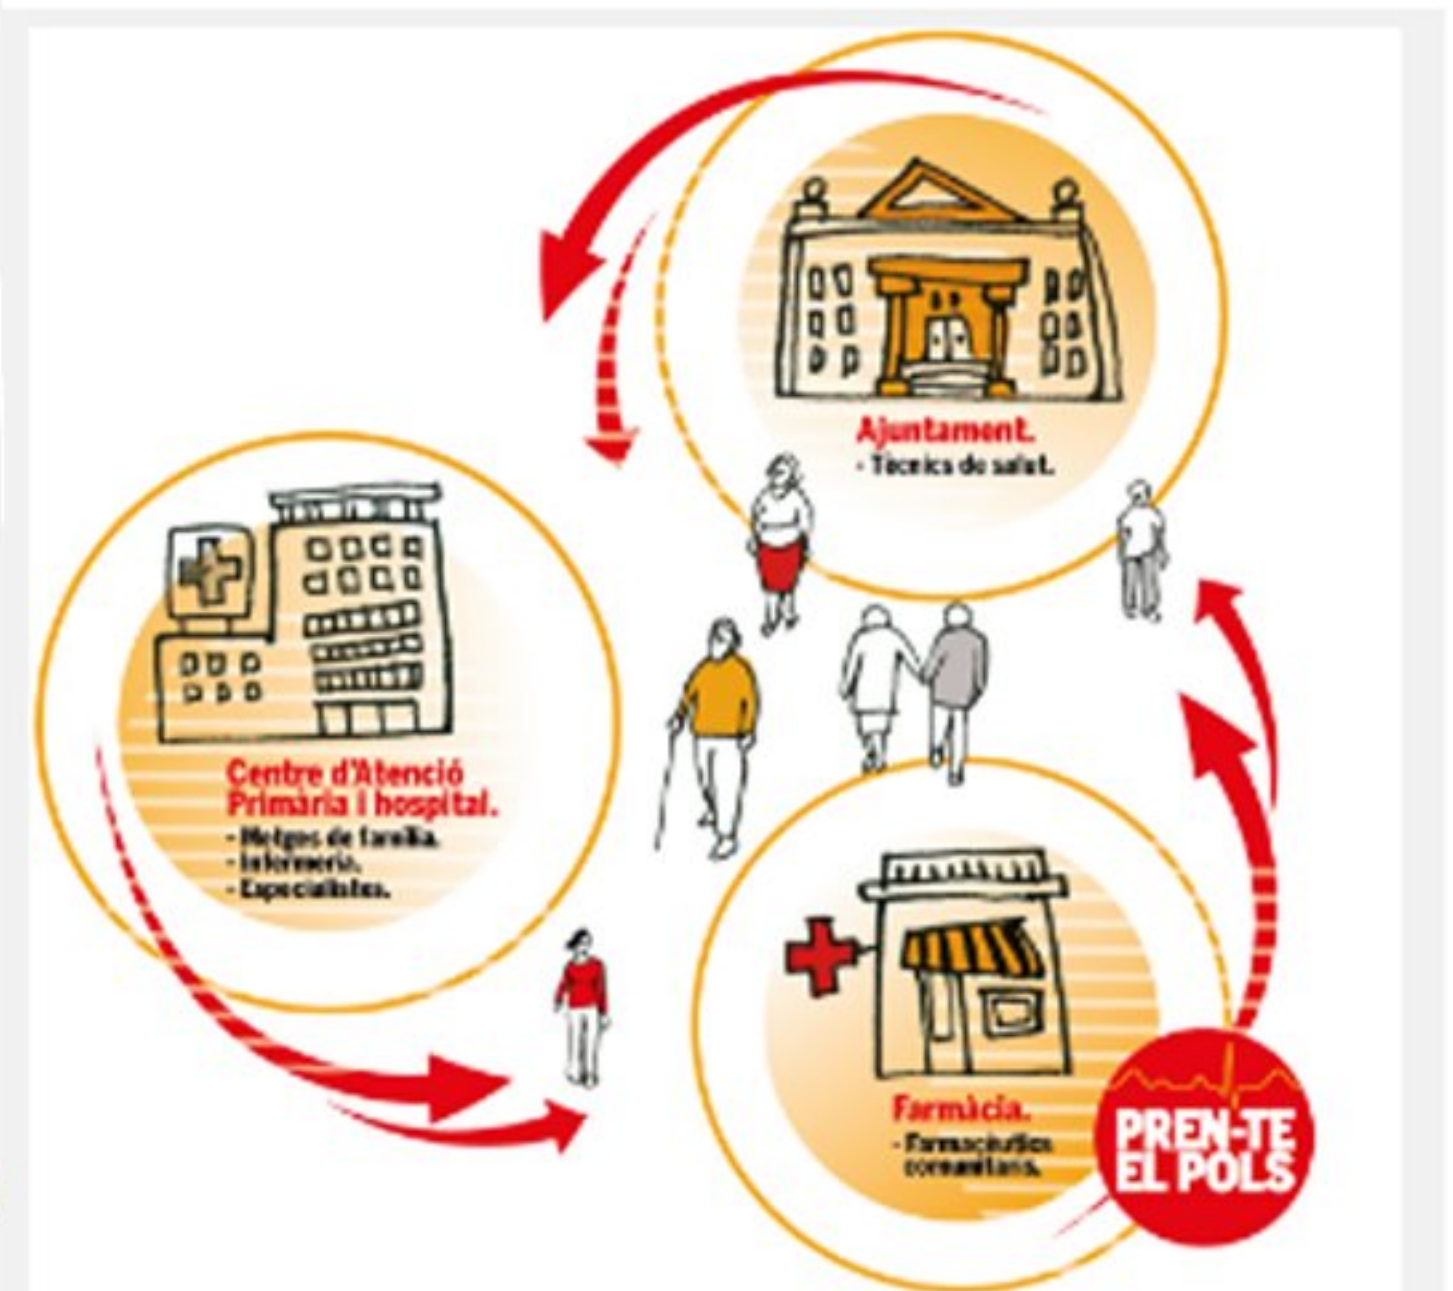 Ajuntament.
- Tècnics de salut.
Centre d'Atenció
Primària i hospital.
- Metges de família.
- Infermeria.
- Especialistes.
Farmàcia.
- Farmacèutics
comunitaris.
PREN-TE
EL POLS